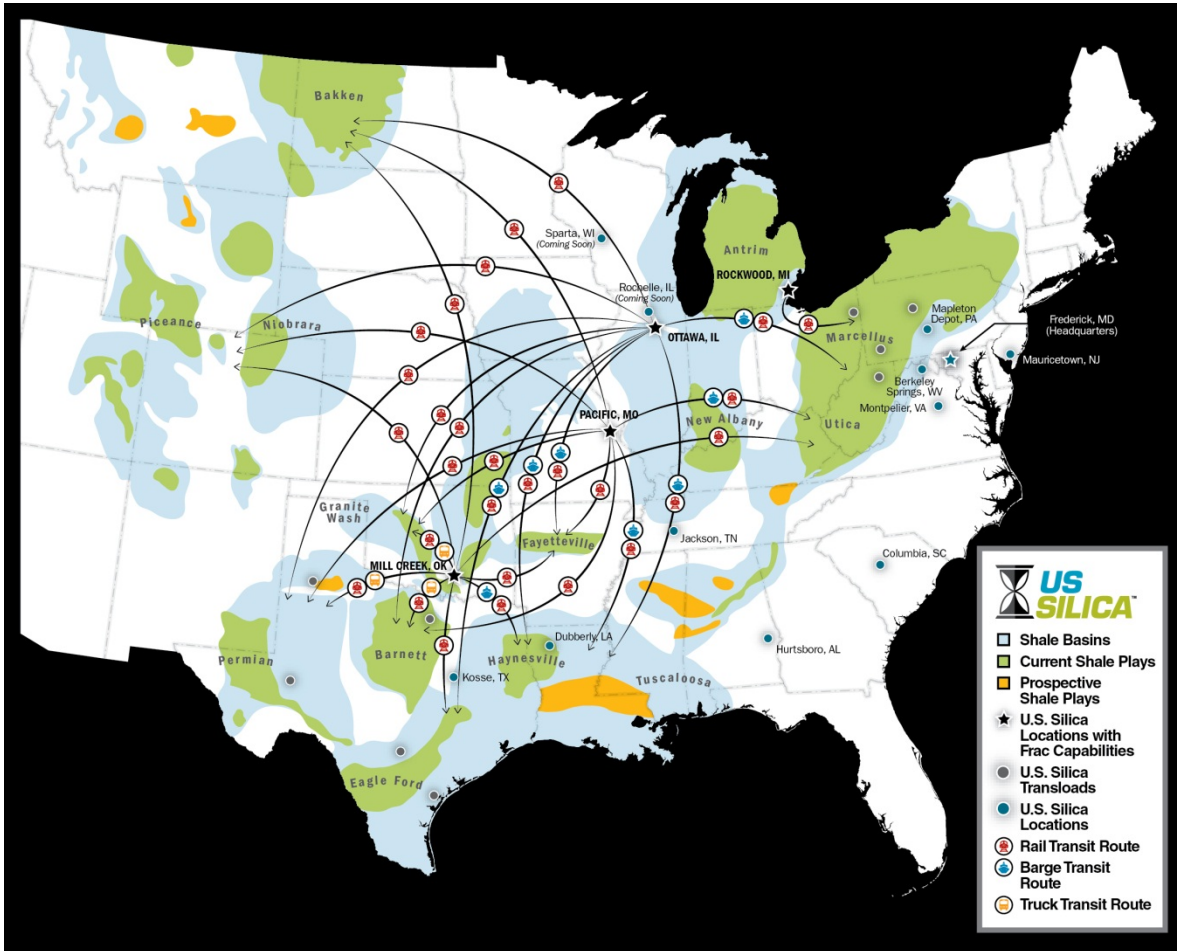 Bakken
Sparta, WI
(Coming Soon)
Antrim
ROCKWOOD, MI
Rochelle, IL
(Coming Soon)
Mapleton
Depot, PA
Frederick, MD
(Headquarters)
Piceance
Niobrara
OTTAWA, IL
Marcellus
Mauricetown, NJ
Berkeley
Springs, WV
Montpelier, VA
PACIFIC, MO
New Albany
Utica
Granite
Wash
Fayetteville
Jackson, TN
MILL CREEK, OK
Columbia, SC
Dubberly, LA
Hurtsboro, AL
Barnett
Haynesville
Permian
Kosse, TX
Tuscaloosa
Eagle Ford
US
SILICA™
Shale Basins
Current Shale Plays
Prospective
Shale Plays
U.S. Silica
Locations with
Frac Capabilities
U.S. Silica
Transloads
U.S. Silica
Locations
Rail Transit Route
Barge Transit
Route
Truck Transit Route